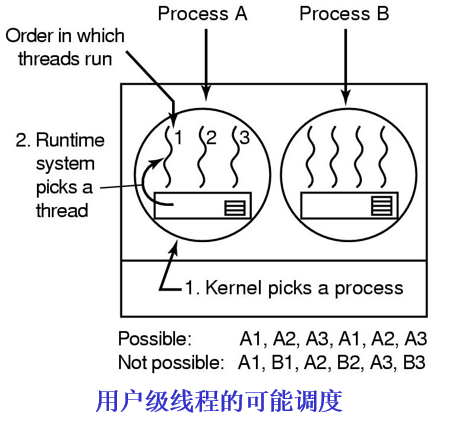 Process A
Process B
Order in which
threads run
1 2 3
2. Runtime
system
picks a
thread
1. Kernel picks a process
Possible: A1, A2, A3, A1, A2, A3
Not possible: A1, B1, A2, B2, A3, B3
用户级线程的可能调度